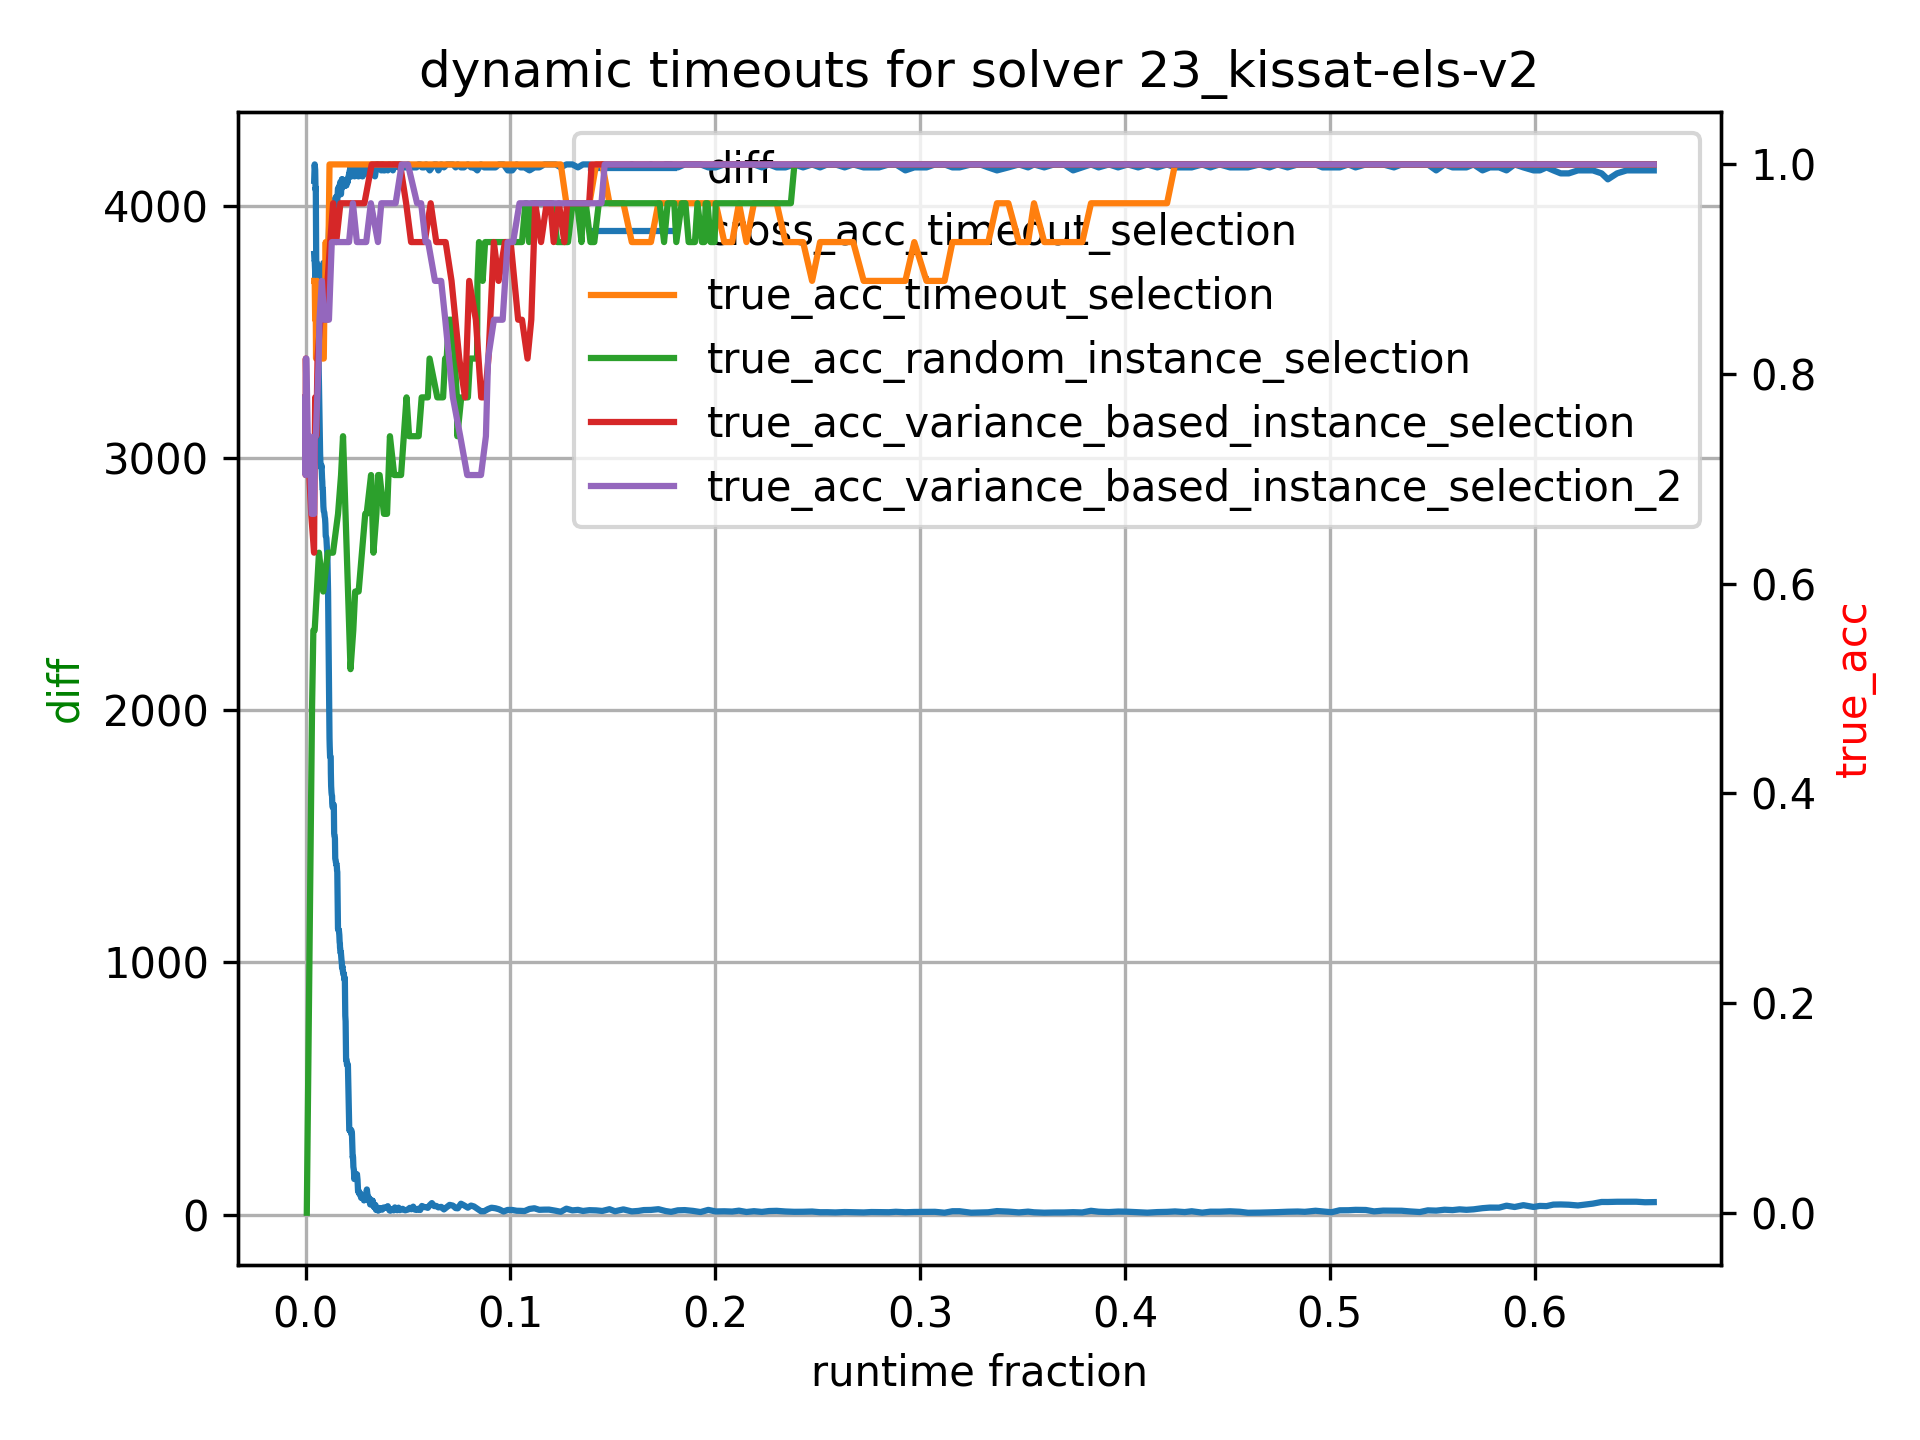 dynamic timeouts for solver 23_kissat-els-v2
diff
cross_acc_timeout_selection
true_acc_timeout_selection
true_acc_random_instance_selection
true_acc_variance_based_instance_selection
true_acc_variance_based_instance_selection_2
4000
3000
2000
1000
0
diff
1.0
0.8
0.6
0.4
0.2
0.0
true_acc
0.0 0.1 0.2 0.3 0.4 0.5 0.6
runtime fraction